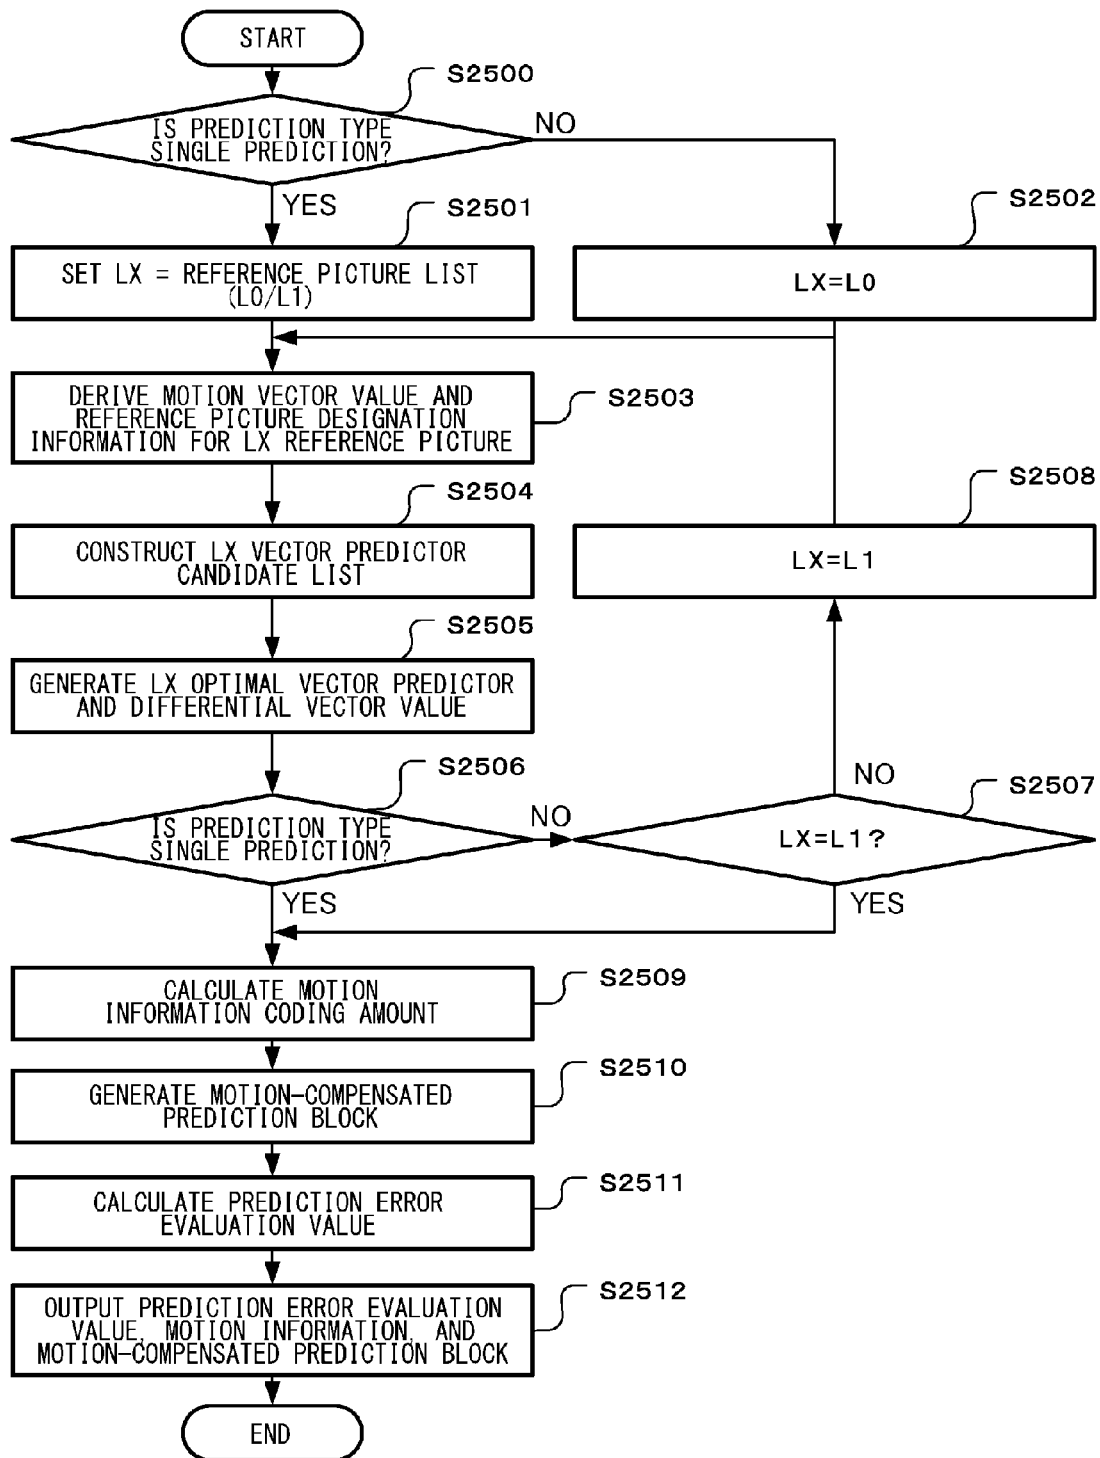 START
S2500
IS PREDICTION TYPE
SINGLE PREDICTION?
NO
YES
S2501
S2502
SET LX = REFERENCE PICTURE LIST
(L0/L1)
LX=L0
DERIVE MOTION VECTOR VALUE AND
REFERENCE PICTURE DESIGNATION
INFORMATION FOR LX REFERENCE PICTURE
S2503
S2504
S2508
CONSTRUCT LX VECTOR PREDICTOR
CANDIDATE LIST
LX=L1
S2505
GENERATE LX OPTIMAL VECTOR PREDICTOR
AND DIFFERENTIAL VECTOR VALUE
S2506
NO
S2507
IS PREDICTION TYPE
SINGLE PREDICTION?
NO
LX=L1?
YES
YES
CALCULATE MOTION
INFORMATION CODING AMOUNT
S2509
GENERATE MOTION-COMPENSATED
PREDICTION BLOCK
S2510
CALCULATE PREDICTION ERROR
EVALUATION VALUE
S2511
OUTPUT PREDICTION ERROR EVALUATION
VALUE, MOTION INFORMATION, AND
MOTION-COMPENSATED PREDICTION BLOCK
S2512
END